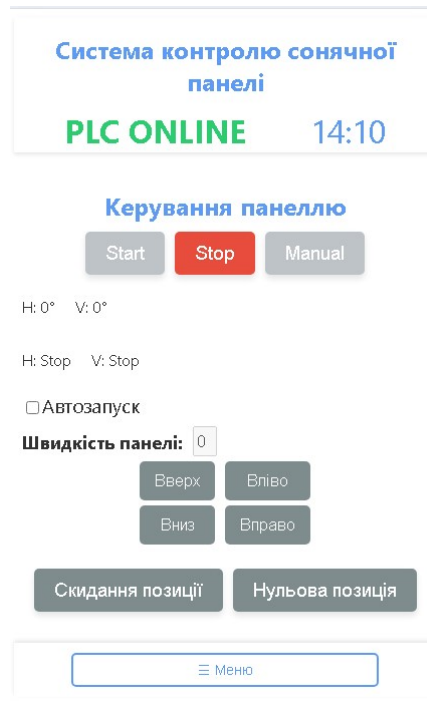 Система контролю сонячної
панелі
PLC ONLINE 14:10
Керування панеллю
Start Stop Manual
H: 0° V: 0°
H: Stop V: Stop
Автозапуск
Швидкість панелі: 0
Вверх Вліво
Вниз Вправо
Скидання позиції Нульова позиція
☰ Меню